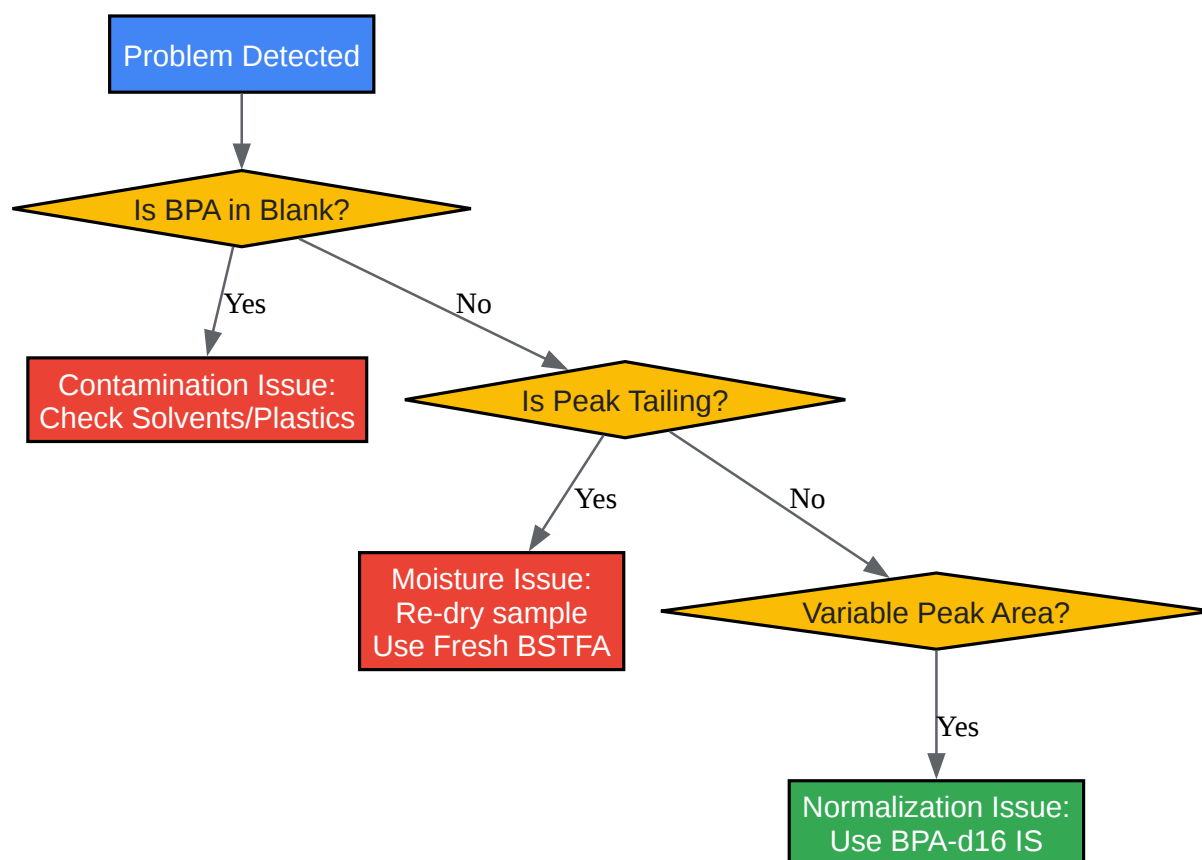 Problem Detected
Is BPA in Blank?
Yes
No
Contamination Issue:
Check Solvents/Plastics
Is Peak Tailing?
Yes
No
Moisture Issue:
Re-dry sample
Use Fresh BSTFA
Variable Peak Area?
Yes
Normalization Issue:
Use BPA-d16 IS